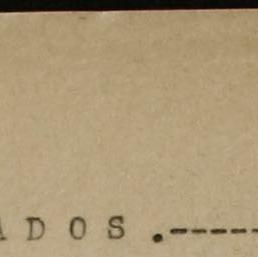 A D O S .-----